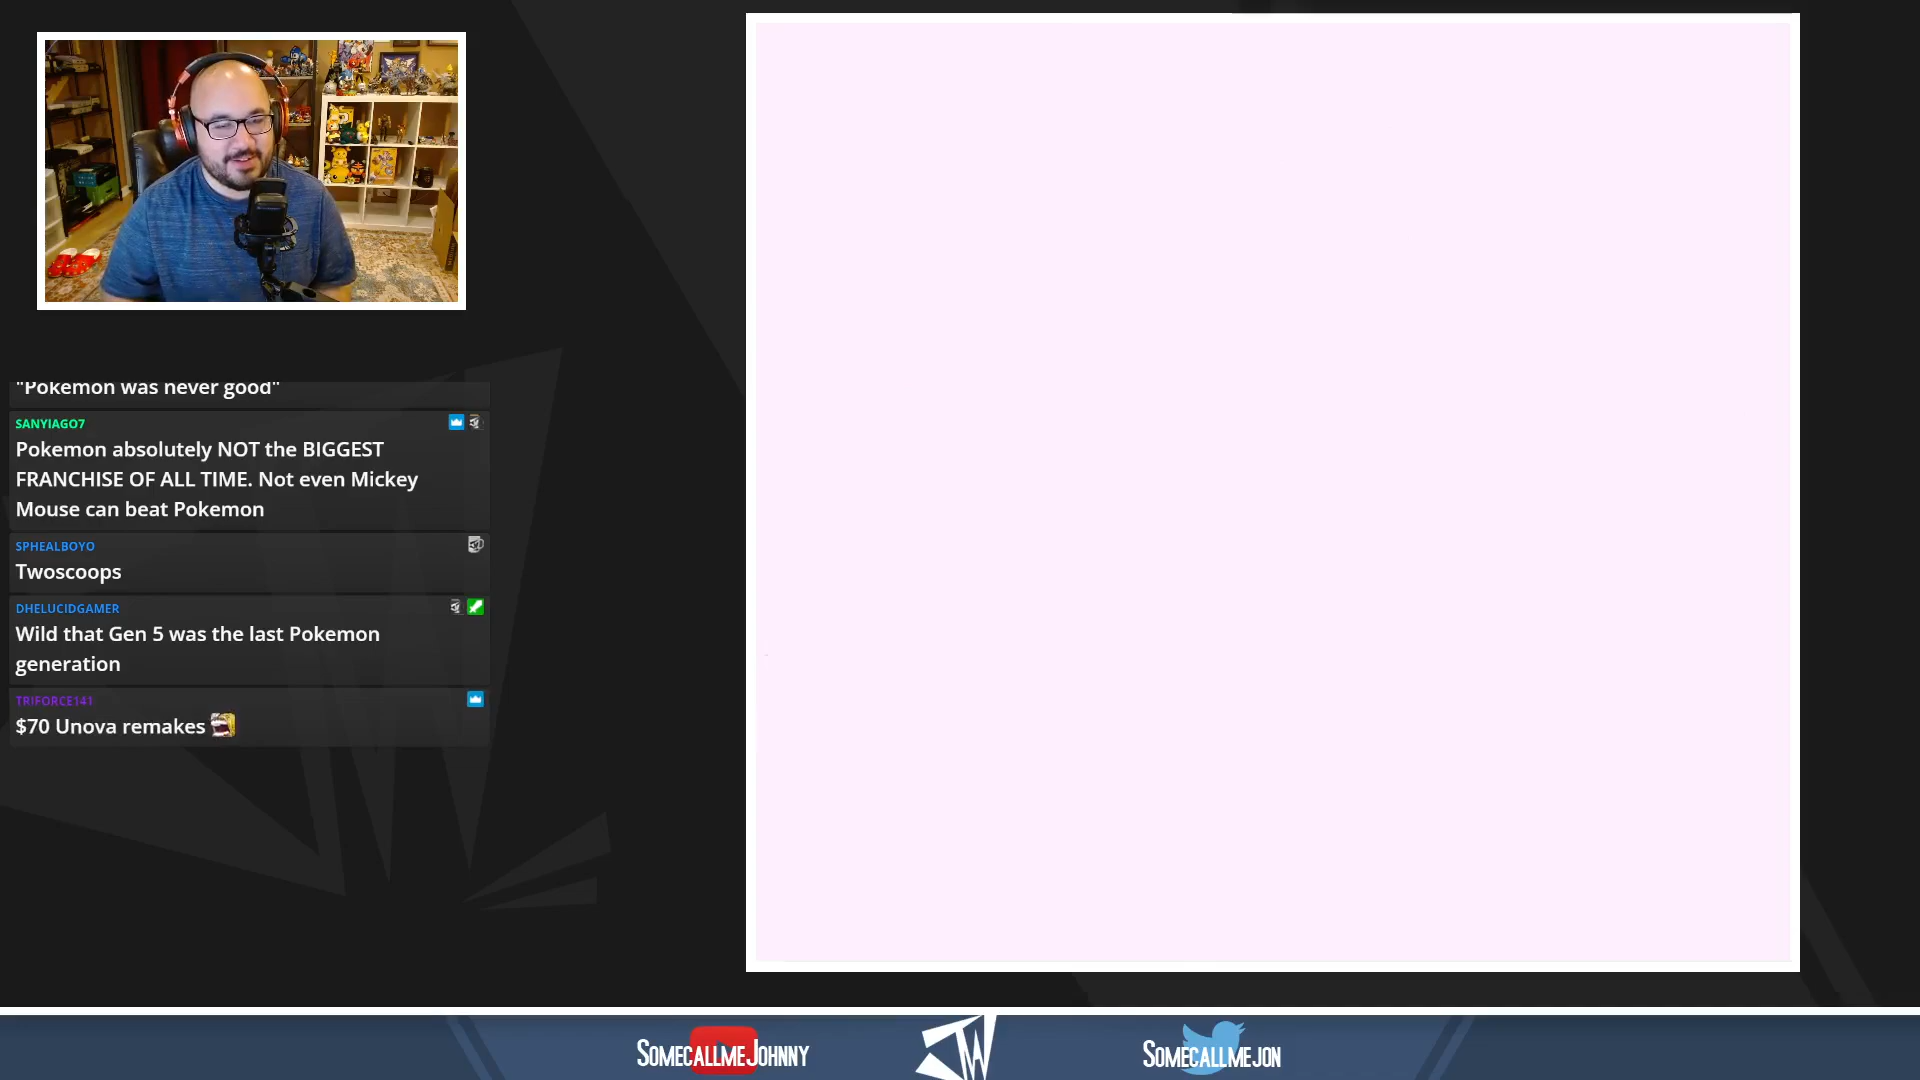 "Pokemon was never good"
SANYIAGO7
Pokemon absolutely NOT the BIGGEST
FRANCHISE OF ALL TIME. Not even Mickey
Mouse can beat Pokemon
SPHEALBOYO
Twoscoops
DHELUCIDGAMER
Wild that Gen 5 was the last Pokemon
generation
TRIFORCE141
$70 Unova remakes
SOMECALLMEJOHNNY
SOMECALLMEJON